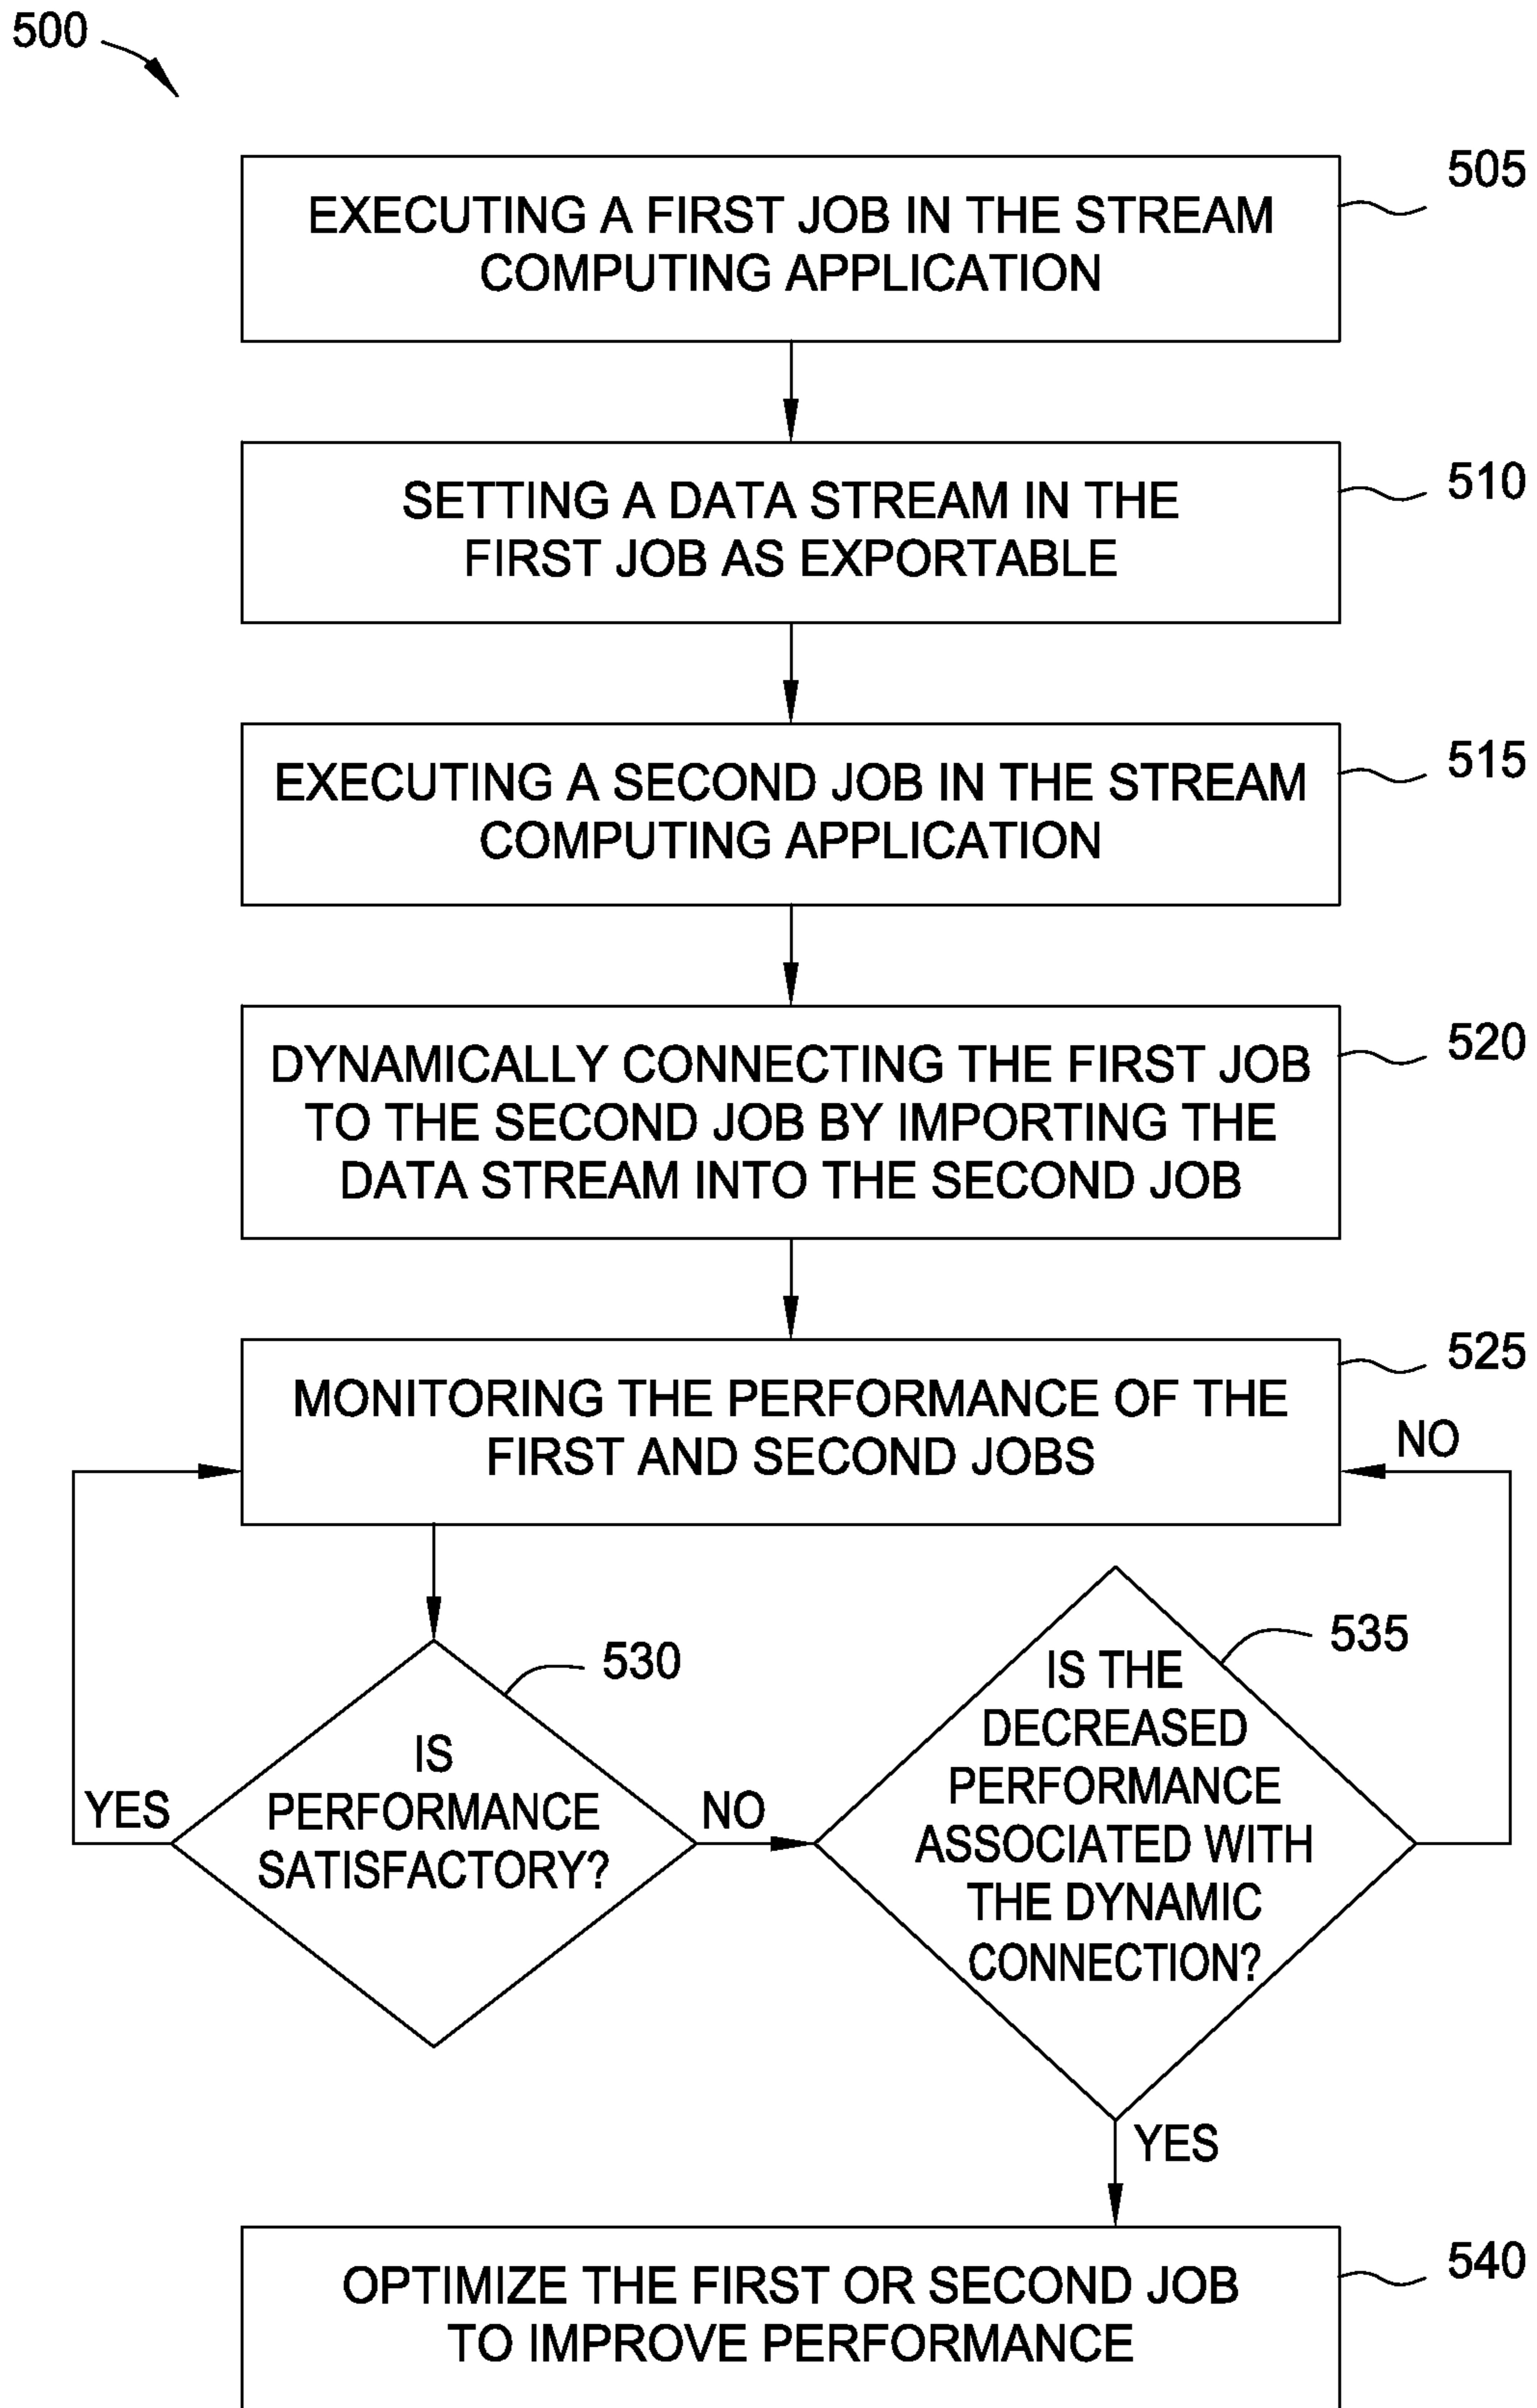 500
505
EXECUTING A FIRST JOB IN THE STREAM
COMPUTING APPLICATION
510
SETTING A DATA STREAM IN THE
FIRST JOB AS EXPORTABLE
515
EXECUTING A SECOND JOB IN THE STREAM
COMPUTING APPLICATION
520
DYNAMICALLY CONNECTING THE FIRST JOB
TO THE SECOND JOB BY IMPORTING THE
DATA STREAM INTO THE SECOND JOB
525
MONITORING THE PERFORMANCE OF THE
FIRST AND SECOND JOBS
NO
530
IS
PERFORMANCE
SATISFACTORY?
YES
NO
535
IS THE
DECREASED
PERFORMANCE
ASSOCIATED WITH
THE DYNAMIC
CONNECTION?
YES
540
OPTIMIZE THE FIRST OR SECOND JOB
TO IMPROVE PERFORMANCE